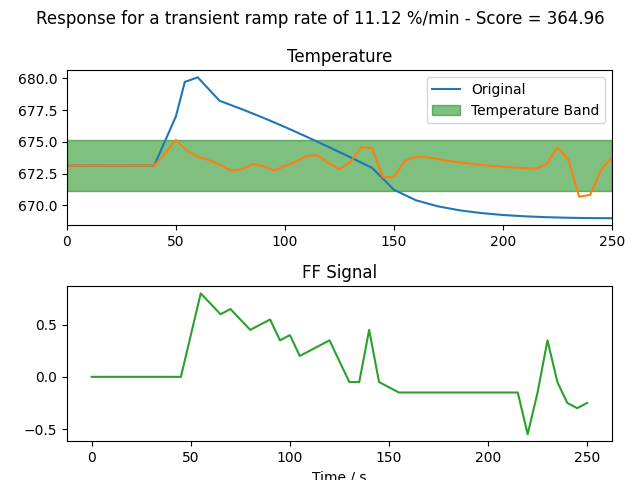 Response for a transient ramp rate of 11.12 %/min - Score = 364.96
Temperature
680.0
677.5
675.0
672.5
670.0
Original
Temperature Band
0 50 100 150 200 250
FF Signal
0.5
0.0
−0.5
0 50 100 150 200 250
Time / s